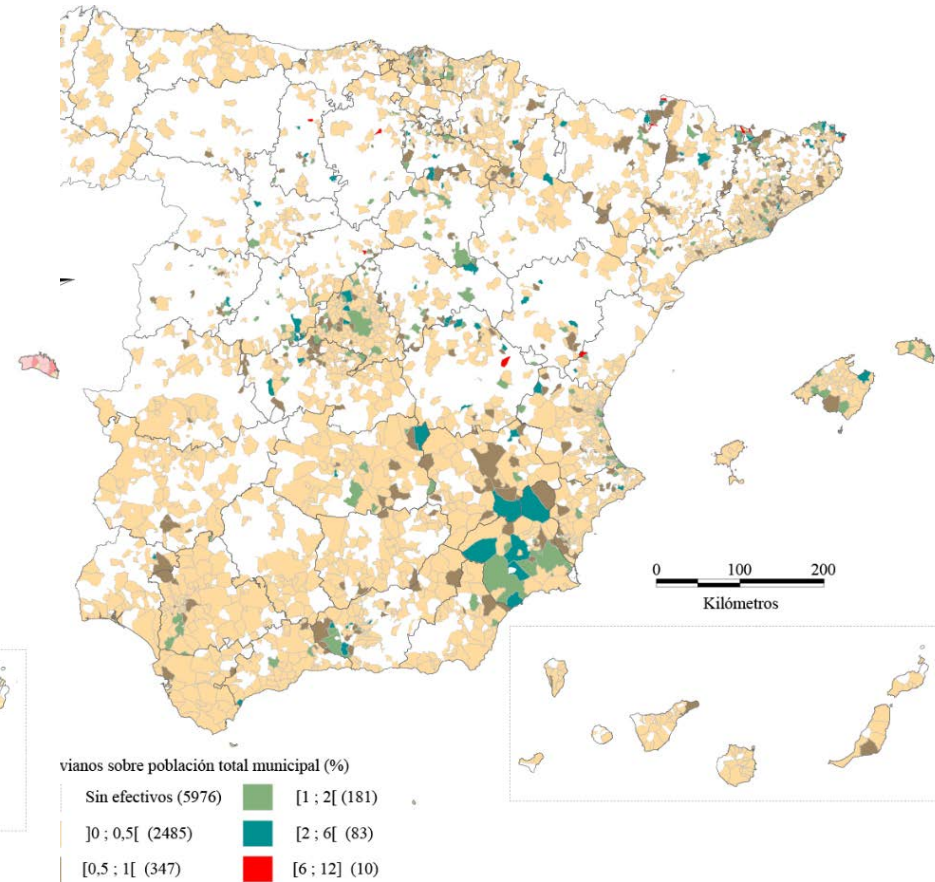 0 100 200
Kilómetros
vianos sobre población total municipal (%)
Sin efectivos (5976)
[1 ; 2[ (181)
]0 ; 0,5[ (2485)
[2 ; 6[ (83)
[0,5 ; 1[ (347)
[6 ; 12] (10)